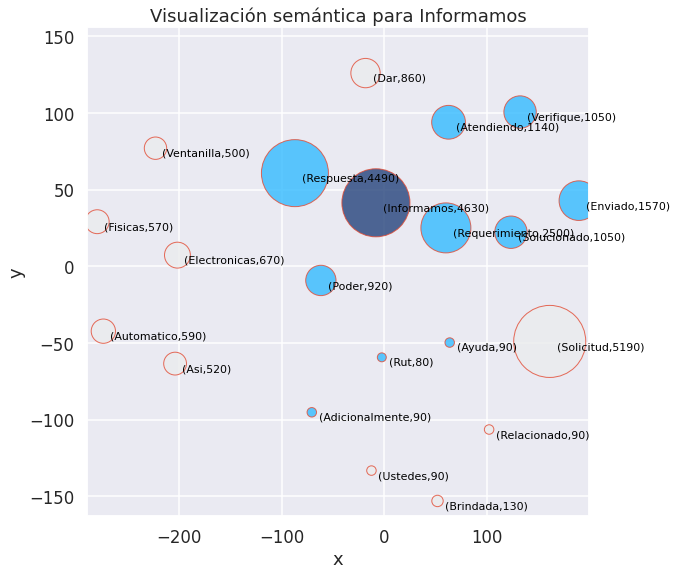 Visualización semántica para Informamos
150
(Dar,860)
100
(Verifique,1050)
(Atendiendo,1140)
(Ventanilla,500)
(Respuesta,4490)
50
(Informamos,4630)
(Enviado,1570)
(Fisicas,570)
(Requerimiento,2500)
(Solucionado,1050)
(Electronicas,670)
y
0
(Poder,920)
(Automatico,590)
−50
(Ayuda,90)
(Solicitud,5190)
(Rut,80)
(Asi,520)
(Adicionalmente,90)
−100
(Relacionado,90)
(Ustedes,90)
−150
(Brindada,130)
−200
−100
0
100
x